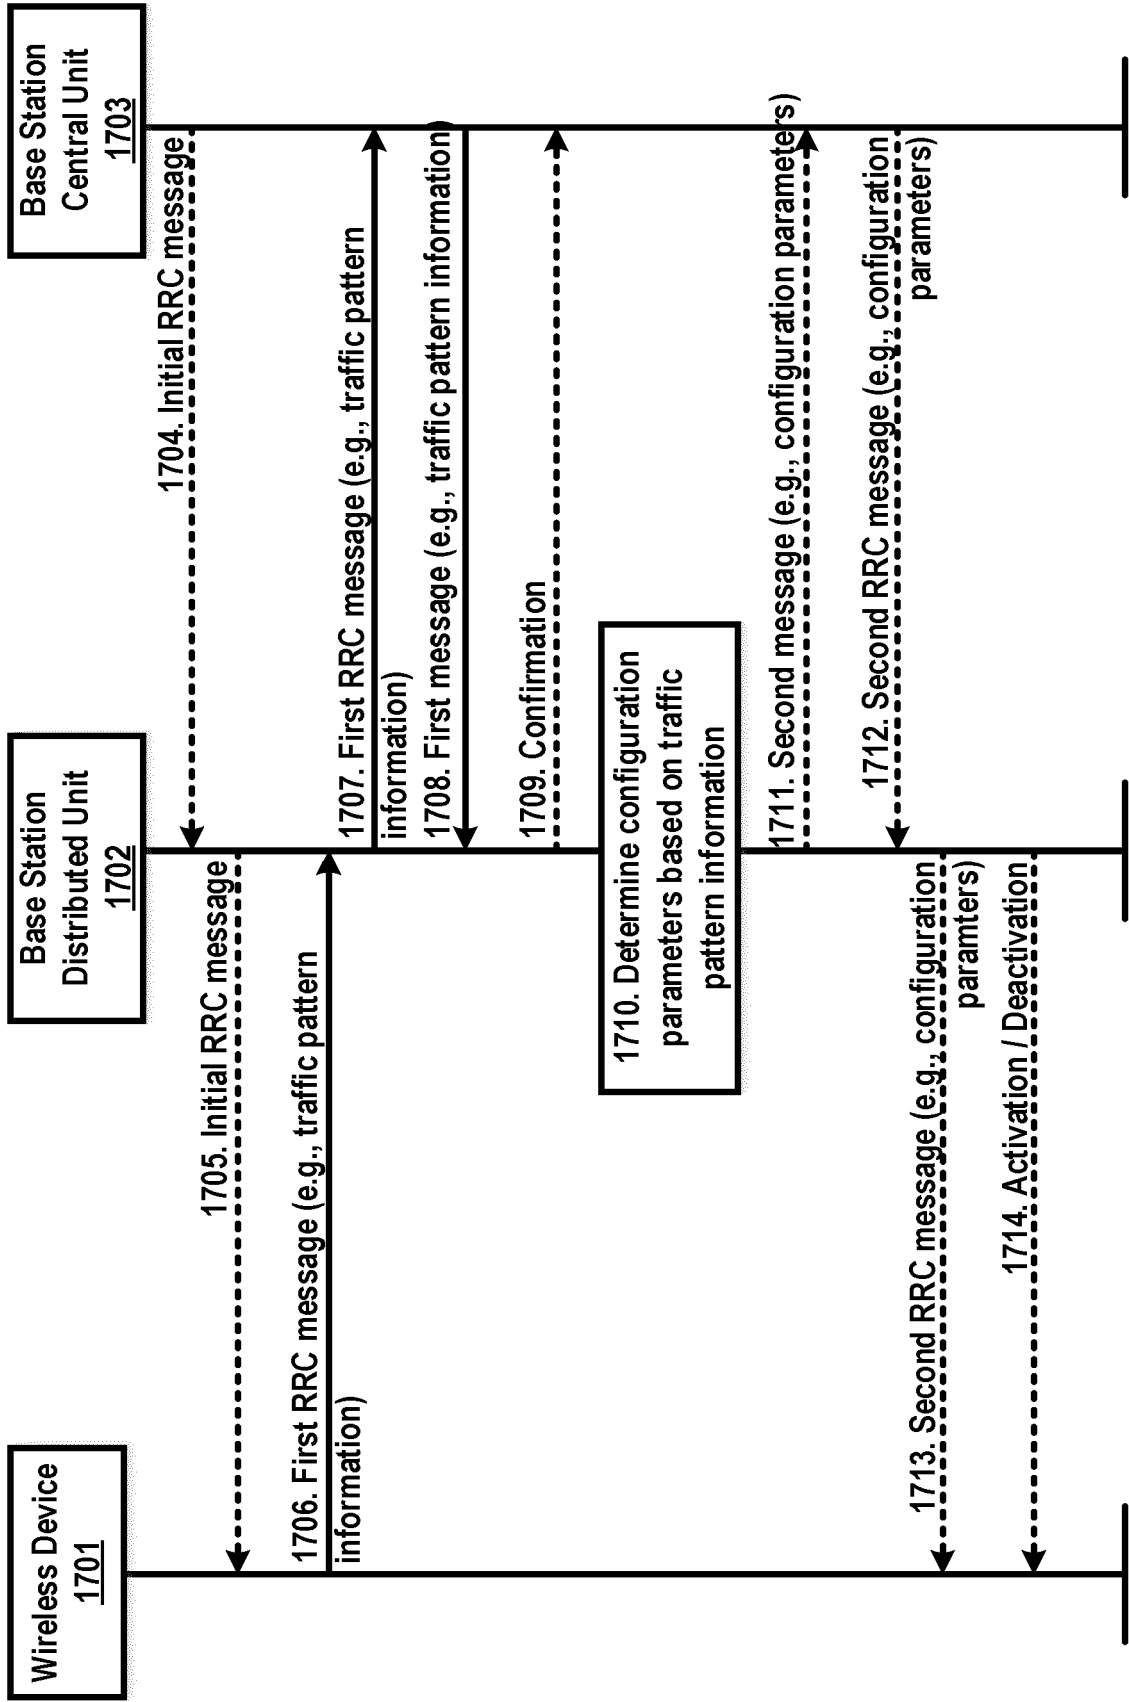 Wireless Device
1701
Base Station
Distributed Unit
1702
Base Station
Central Unit
1703
1704. Initial RRC message
1705. Initial RRC message
1706. First RRC message (e.g., traffic pattern
information)
1707. First RRC message (e.g., traffic pattern
information)
1708. First message (e.g., traffic pattern information)
1709. Confirmation
1710. Determine configuration
parameters based on traffic
pattern information
1711. Second message (e.g., configuration parameters)
1712. Second RRC message (e.g., configuration
parameters)
1713. Second RRC message (e.g., configuration
paramters)
1714. Activation / Deactivation